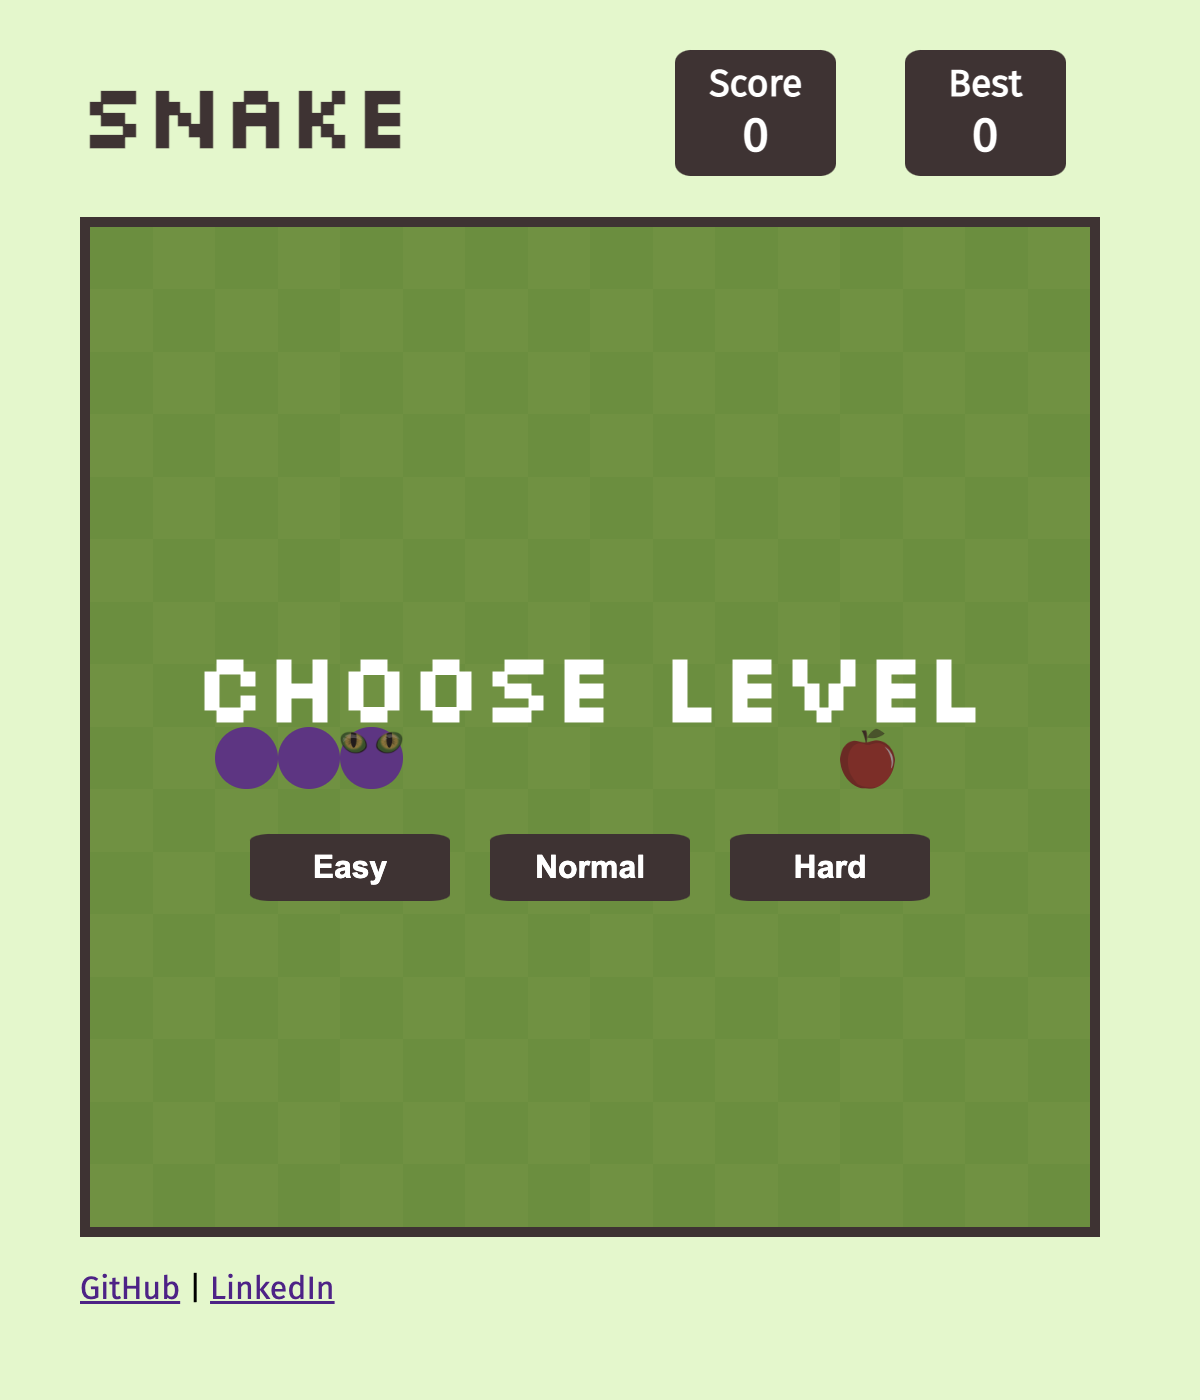 SNAKE
Score
0
Best
0
CHOOSE LEVEL
Easy
Normal
Hard
GitHub | LinkedIn